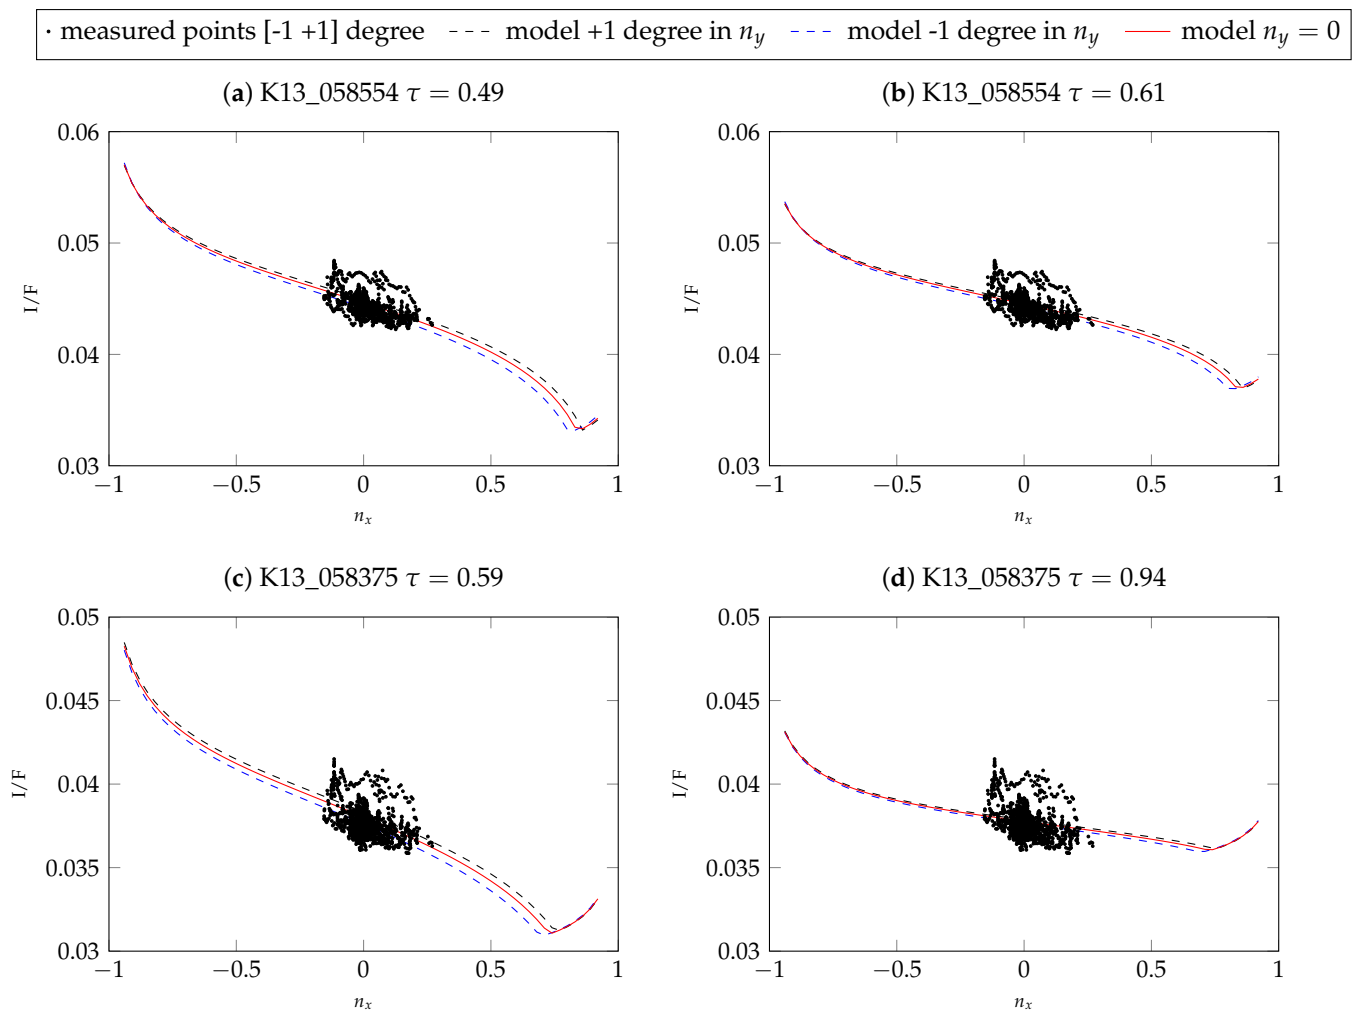 · measured points [-1 +1] degree -- model +1 degree in n_y -- model -1 degree in n_y — model n_y = 0
(a) K13_058554 τ = 0.49
(b) K13_058554 τ = 0.61
0.06
0.05
0.04
0.03
I/F
−1 −0.5 0 0.5 1
n_x
0.06
0.05
0.04
0.03
I/F
−1 −0.5 0 0.5 1
n_x
(c) K13_058375 τ = 0.59
(d) K13_058375 τ = 0.94
0.05
0.045
0.04
0.035
0.03
I/F
−1 −0.5 0 0.5 1
n_x
0.05
0.045
0.04
0.035
0.03
I/F
−1 −0.5 0 0.5 1
n_x